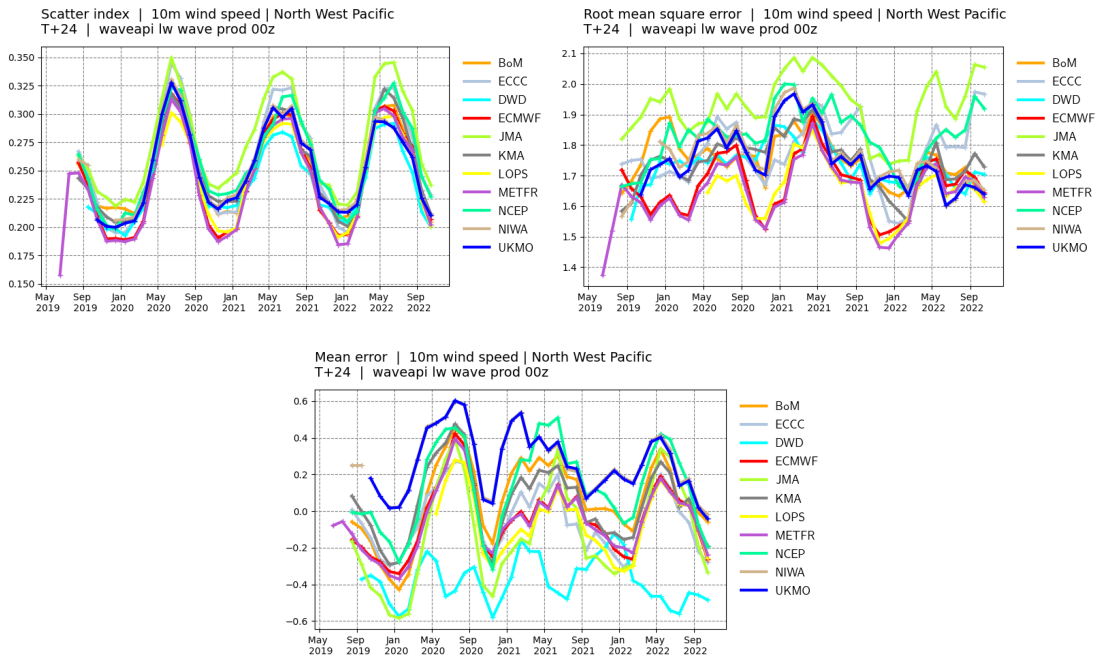 Scatter index | 10m wind speed | North West Pacific
T+24 | waveapi lw wave prod 00z
0.350
0.325
0.300
0.275
0.250
0.225
0.200
0.175
0.150
May 2019
Sep 2019
Jan 2020
May 2020
Sep 2020
Jan 2021
May 2021
Sep 2021
Jan 2022
May 2022
Sep 2022
BoM
ECCC
DWD
ECMWF
JMA
KMA
LOPS
METFR
NCEP
NIWA
UKMO
Root mean square error | 10m wind speed | North West Pacific
T+24 | waveapi lw wave prod 00z
2.1
2.0
1.9
1.8
1.7
1.6
1.5
1.4
May 2019
Sep 2019
Jan 2020
May 2020
Sep 2020
Jan 2021
May 2021
Sep 2021
Jan 2022
May 2022
Sep 2022
BoM
ECCC
DWD
ECMWF
JMA
KMA
LOPS
METFR
NCEP
NIWA
UKMO
Mean error | 10m wind speed | North West Pacific
T+24 | waveapi lw wave prod 00z
0.6
0.4
0.2
0.0
−0.2
−0.4
−0.6
May 2019
Sep 2019
Jan 2020
May 2020
Sep 2020
Jan 2021
May 2021
Sep 2021
Jan 2022
May 2022
Sep 2022
BoM
ECCC
DWD
ECMWF
JMA
KMA
LOPS
METFR
NCEP
NIWA
UKMO